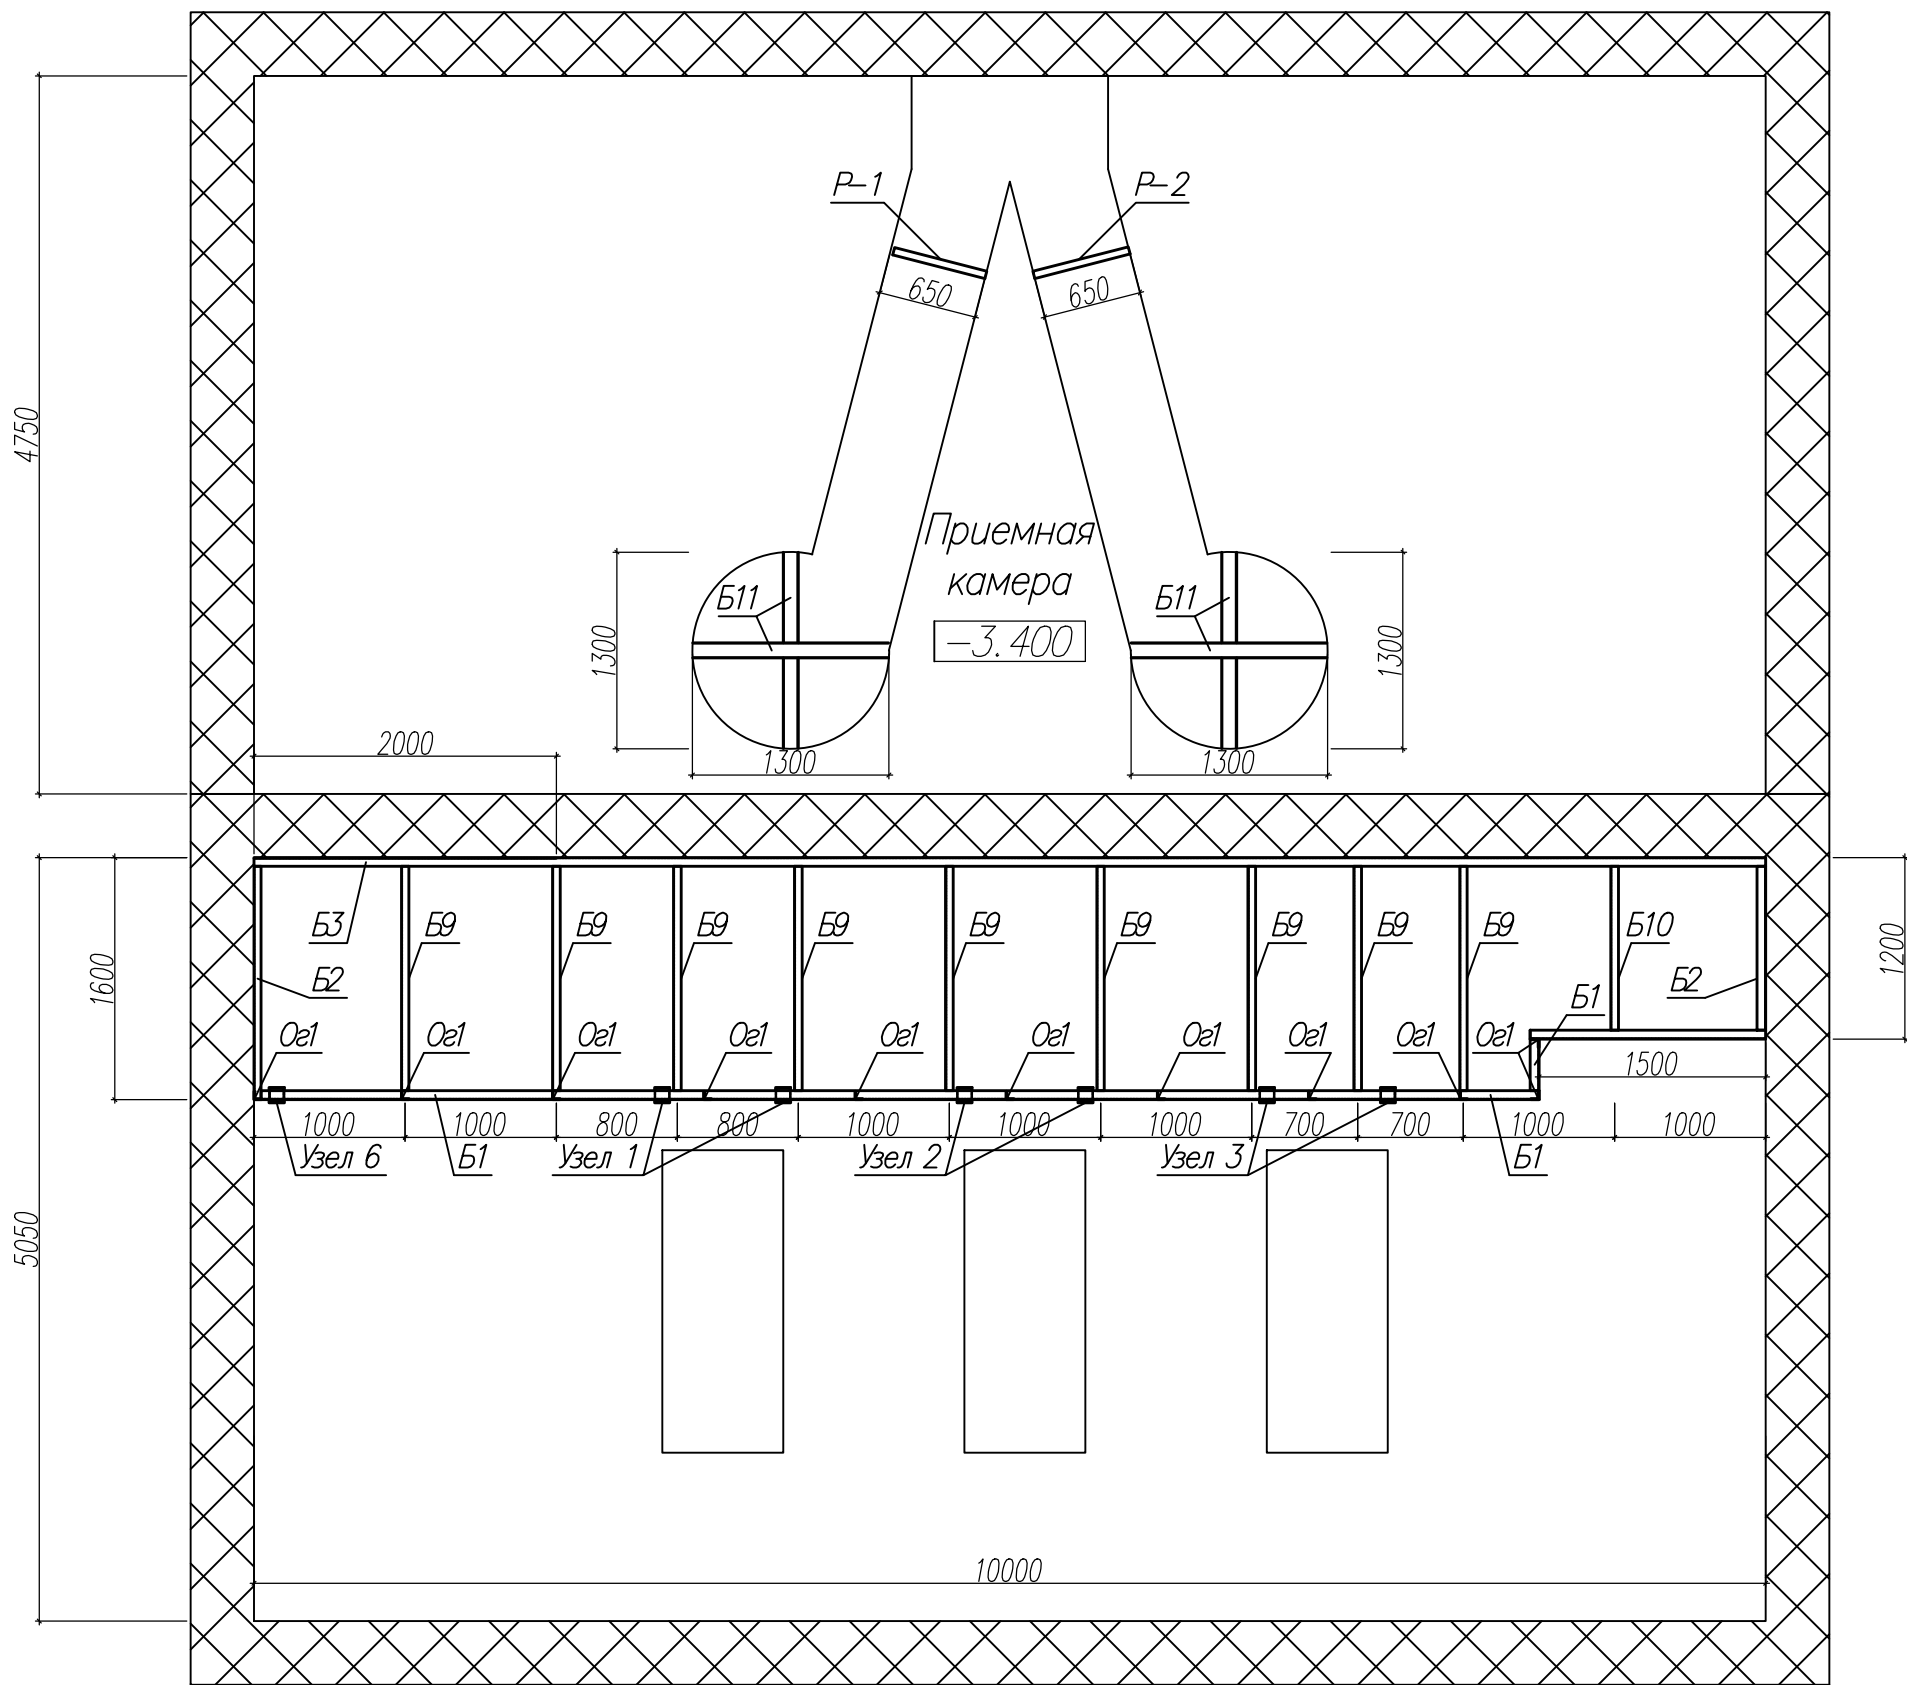 Р-1
Р-2
650
650
4750
Приемная
камера
-3.400
Б11
Б11
1300
1300
1300
1300
2000
Б3
Б9
Б9
Б9
Б9
Б9
Б9
Б9
Б9
Б9
Б10
Б2
Б2
Б1
1600
1200
Ог1
Ог1
Ог1
Ог1
Ог1
Ог1
Ог1
Ог1
Ог1
Ог1
1500
1000
1000
800
800
1000
1000
1000
700
700
1000
1000
Узел 6
Б1
Узел 1
Узел 2
Узел 3
Б1
5050
10000